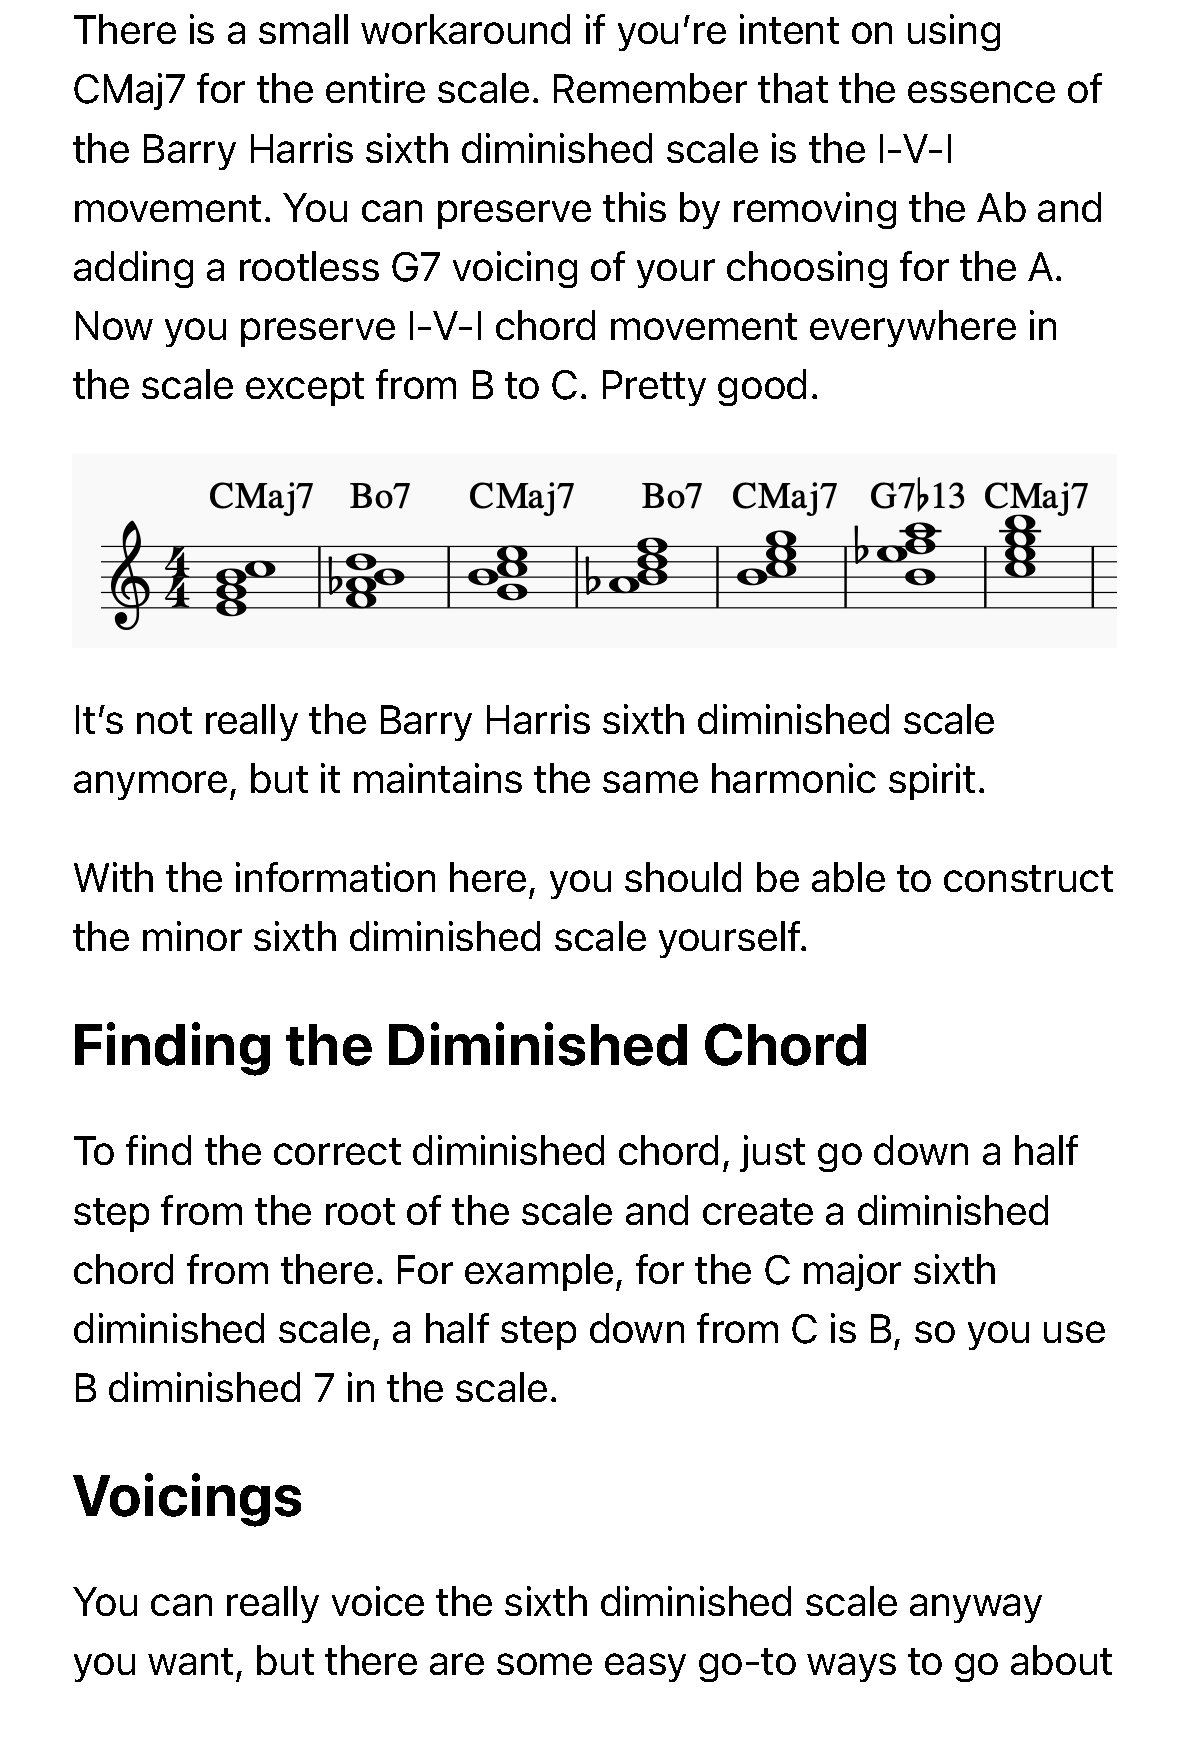 There is a small workaround if you’re intent on using
CMaj7 for the entire scale. Remember that the essence of
the Barry Harris sixth diminished scale is the I-V-I
movement. You can preserve this by removing the Ab and
adding a rootless G7 voicing of your choosing for the A.
Now you preserve I-V-I chord movement everywhere in
the scale except from B to C. Pretty good.
CMaj7 Bo7 CMaj7 Bo7 CMaj7 G7♭13 CMaj7
4
4
It’s not really the Barry Harris sixth diminished scale
anymore, but it maintains the same harmonic spirit.
With the information here, you should be able to construct
the minor sixth diminished scale yourself.
Finding the Diminished Chord
To find the correct diminished chord, just go down a half
step from the root of the scale and create a diminished
chord from there. For example, for the C major sixth
diminished scale, a half step down from C is B, so you use
B diminished 7 in the scale.
Voicings
You can really voice the sixth diminished scale anyway
you want, but there are some easy go-to ways to go about